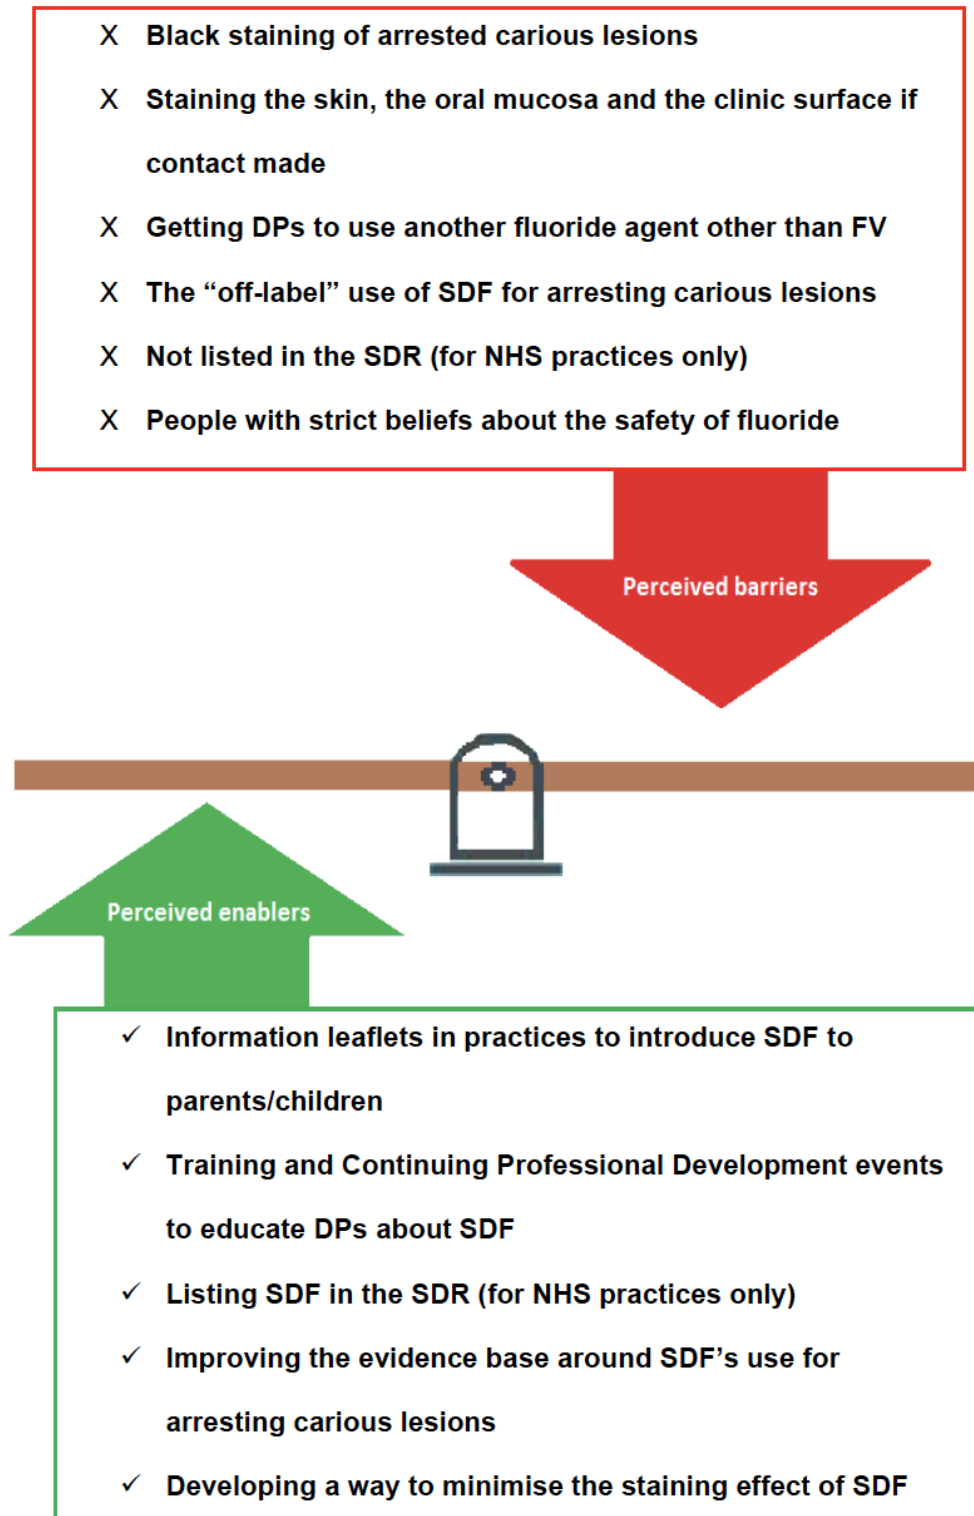 X Black staining of arrested carious lesions
X Staining the skin, the oral mucosa and the clinic surface if
contact made
X Getting DPs to use another fluoride agent other than FV
X The “off-label” use of SDF for arresting carious lesions
X Not listed in the SDR (for NHS practices only)
X People with strict beliefs about the safety of fluoride
Perceived barriers
Perceived enablers
✓ Information leaflets in practices to introduce SDF to
parents/children
✓ Training and Continuing Professional Development events
to educate DPs about SDF
✓ Listing SDF in the SDR (for NHS practices only)
✓ Improving the evidence base around SDF’s use for
arresting carious lesions
✓ Developing a way to minimise the staining effect of SDF